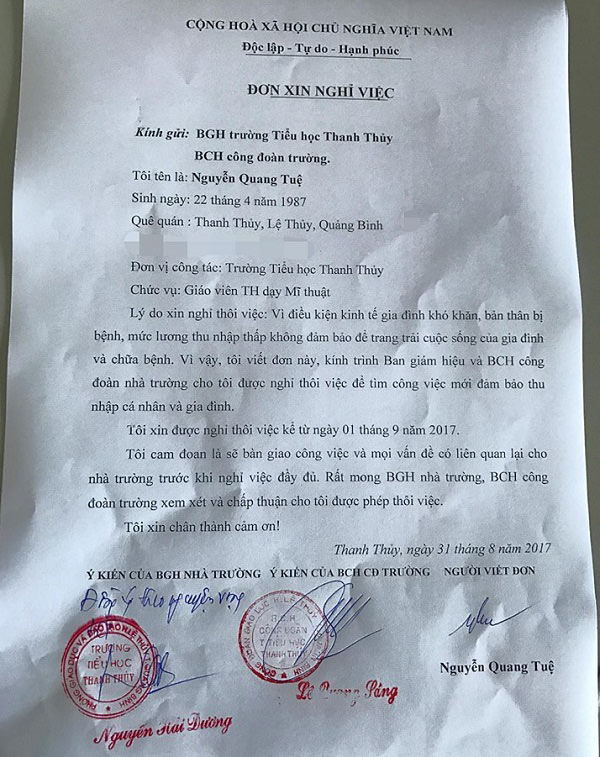 CỘNG HOÀ XÃ HỘI CHỦ NGHĨA VIỆT NAM
Độc lập - Tự do - Hạnh phúc
ĐƠN XIN NGHỈ VIỆC
Kính gửi: BGH trường Tiểu học Thanh Thủy
BCH công đoàn trường.
Tôi tên là: Nguyễn Quang Tuệ
Sinh ngày: 22 tháng 4 năm 1987
Quê quán : Thanh Thủy, Lệ Thủy, Quảng Bình
Đơn vị công tác: Trường Tiểu học Thanh Thủy
Chức vụ: Giáo viên TH dạy Mĩ thuật
Lý do xin nghỉ thôi việc: Vì điều kiện kinh tế gia đình khó khăn, bản thân bị
bệnh, mức lương thu nhập thấp không đảm bảo để trang trải cuộc sống của gia đình
và chữa bệnh. Vì vậy, tôi viết đơn này, kính trình Ban giám hiệu và BCH công
đoàn nhà trường cho tôi được nghỉ thôi việc để tìm công việc mới đảm bảo thu
nhập cá nhân và gia đình.
Tôi xin được nghỉ thôi việc kể từ ngày 01 tháng 9 năm 2017.
Tôi cam đoan là sẽ bàn giao công việc và mọi vấn đề có liên quan lại cho
nhà trường trước khi nghỉ việc đầy đủ. Rất mong BGH nhà trường, BCH công
đoàn trường xem xét và chấp thuận cho tôi được phép thôi việc.
Tôi xin chân thành cảm ơn!
Thanh Thủy, ngày 31 tháng 8 năm 2017
Ý KIẾN CỦA BGH NHÀ TRƯỜNG Ý KIẾN CỦA BCH CĐ TRƯỜNG NGƯỜI VIẾT ĐƠN
Đồng ý theo nguyện vọng
TRƯỜNG
TIỂU HỌC
THANH THỦY
B.C.H
CÔNG ĐOÀN
T. TIỂU HỌC
THANH THỦY
Nguyễn Quang Tuệ
Lê Quang Sáng
Nguyễn Hải Dương